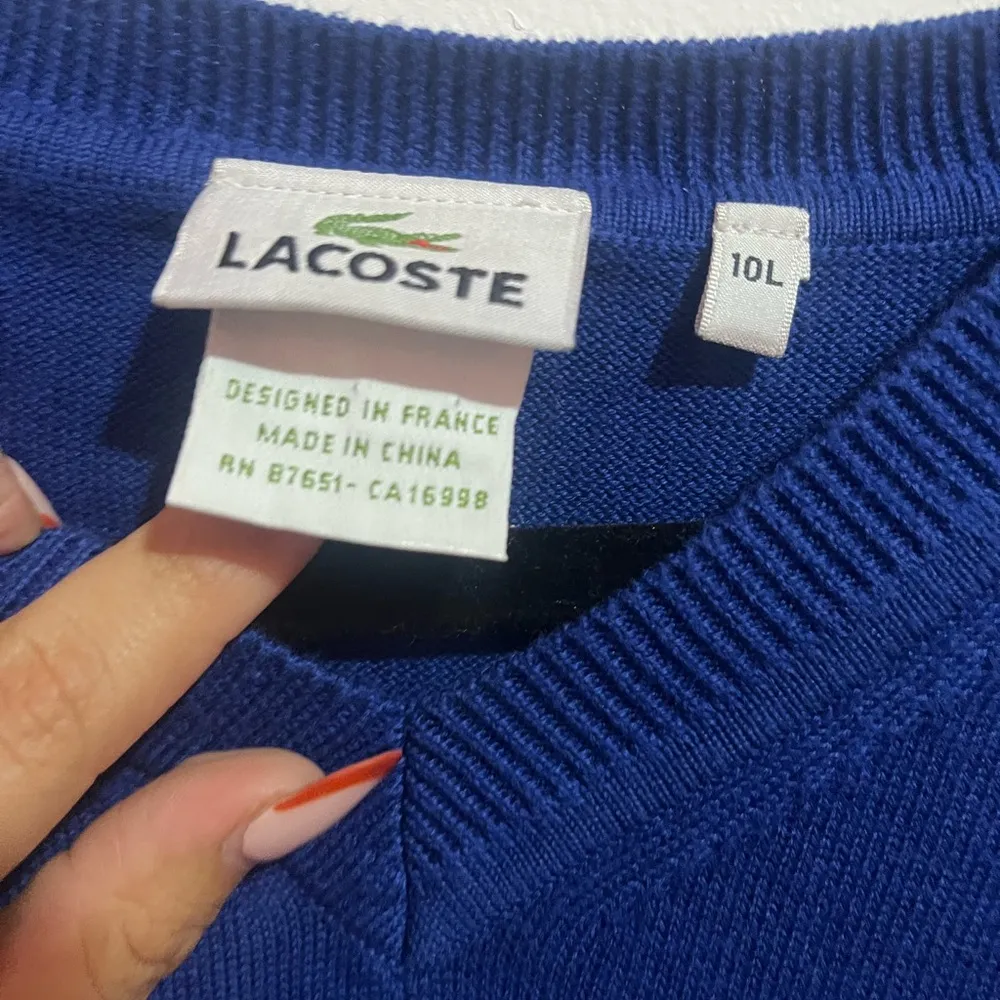 LACOSTE
10L
DESIGNED IN FRANCE
MADE IN CHINA
RN 87651- CA16998